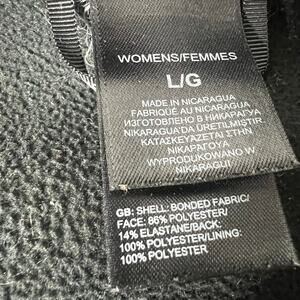 WOMENS/FEMMES
L/G
MADE IN NICARAGUA
FABRIQUÉ AU NICARAGUA
ИЗГОТОВЛЕНО В НИКАРАГУА
NIKARAGUA'DA ÜRETILMISTIR
ΚΑΤΑΣΚΕΥΑΖΕΤΑΙ ΣΤΗΝ
ΝΙΚΑΡΑΓΟΥΑ
WYPRODUKOWANO W
NIKARAGUI
GB: SHELL: BONDED FABRIC/
FACE: 86% POLYESTER/
14% ELASTANE/BACK:
100% POLYESTER/LINING:
100% POLYESTER